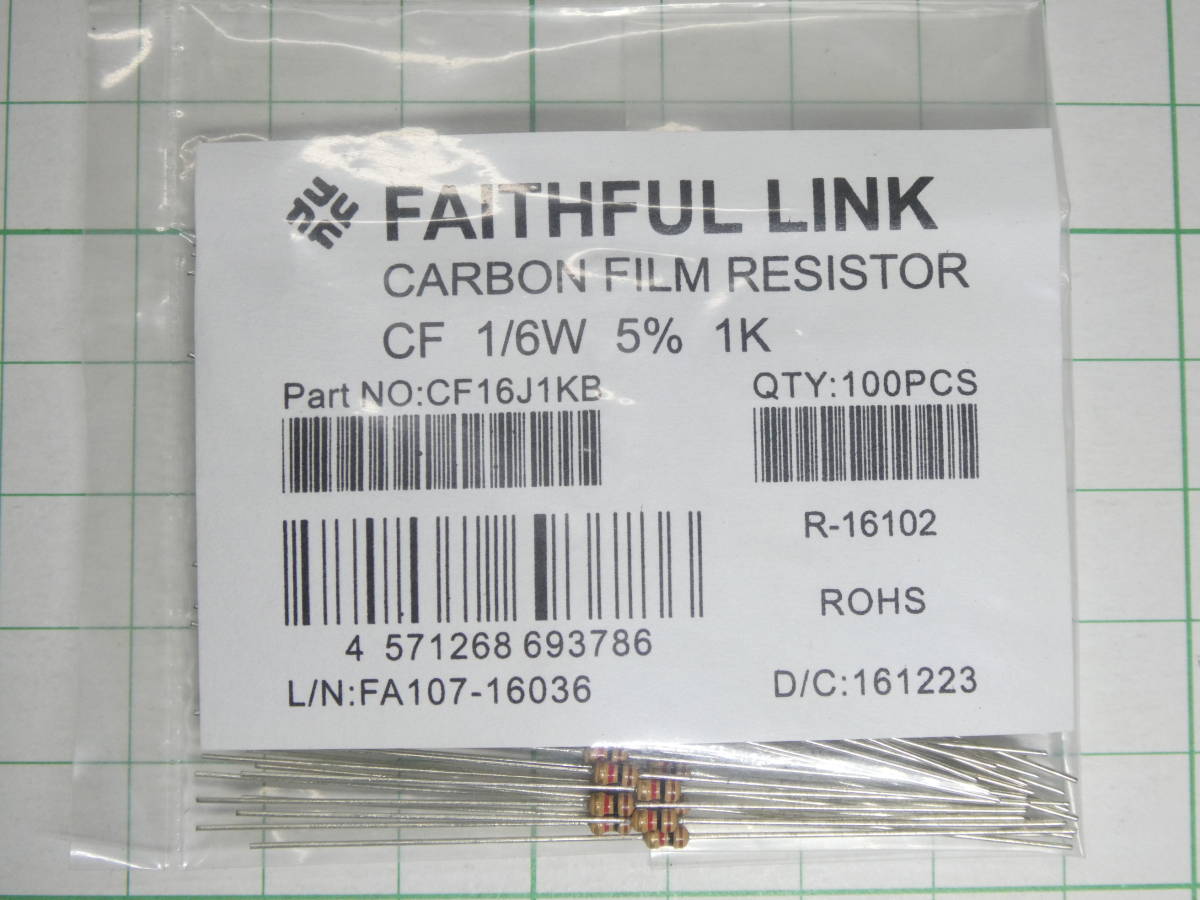 FAITHFUL LINK
CARBON FILM RESISTOR
CF 1/6W 5% 1K
Part NO:CF16J1KB QTY:100PCS
R-16102
ROHS
4 571268 693786
L/N:FA107-16036 D/C:161223